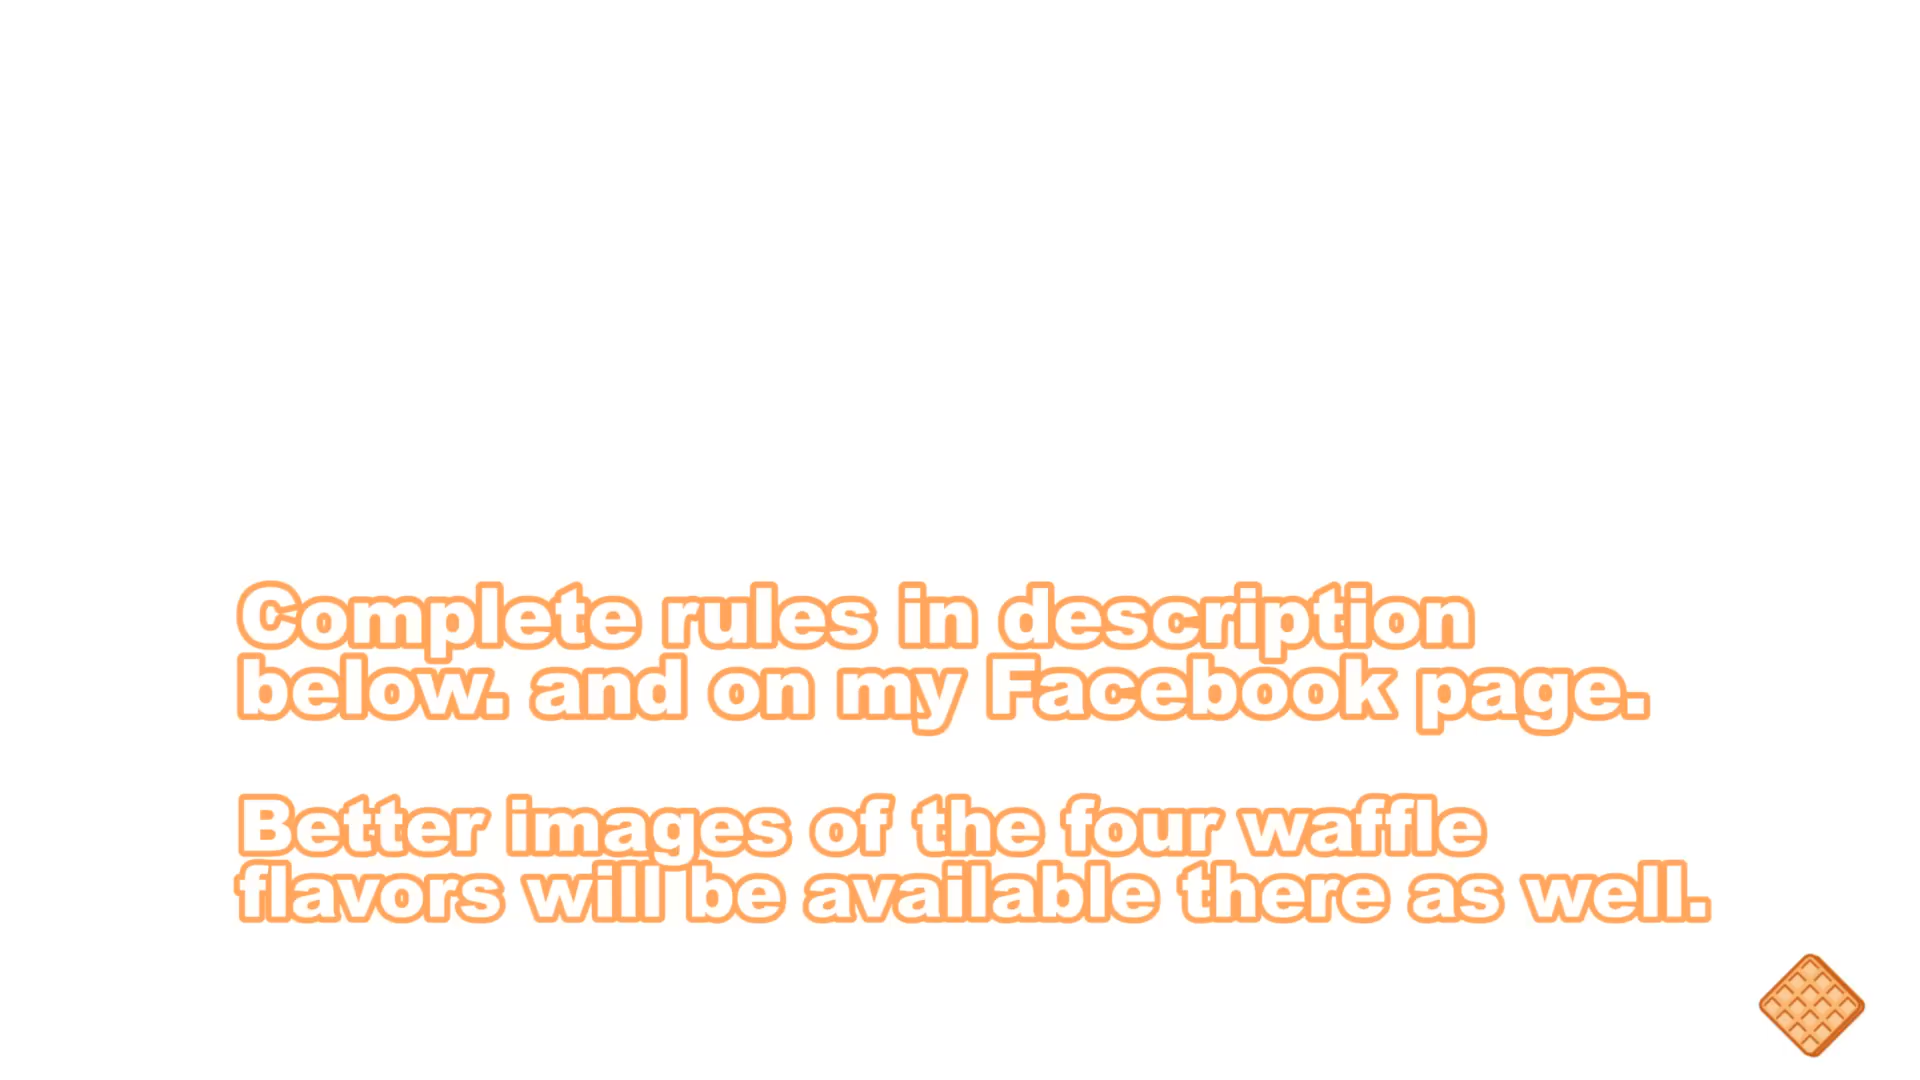 Complete rules in description
below. and on my Facebook page.
Better images of the four waffle
flavors will be available there as well.